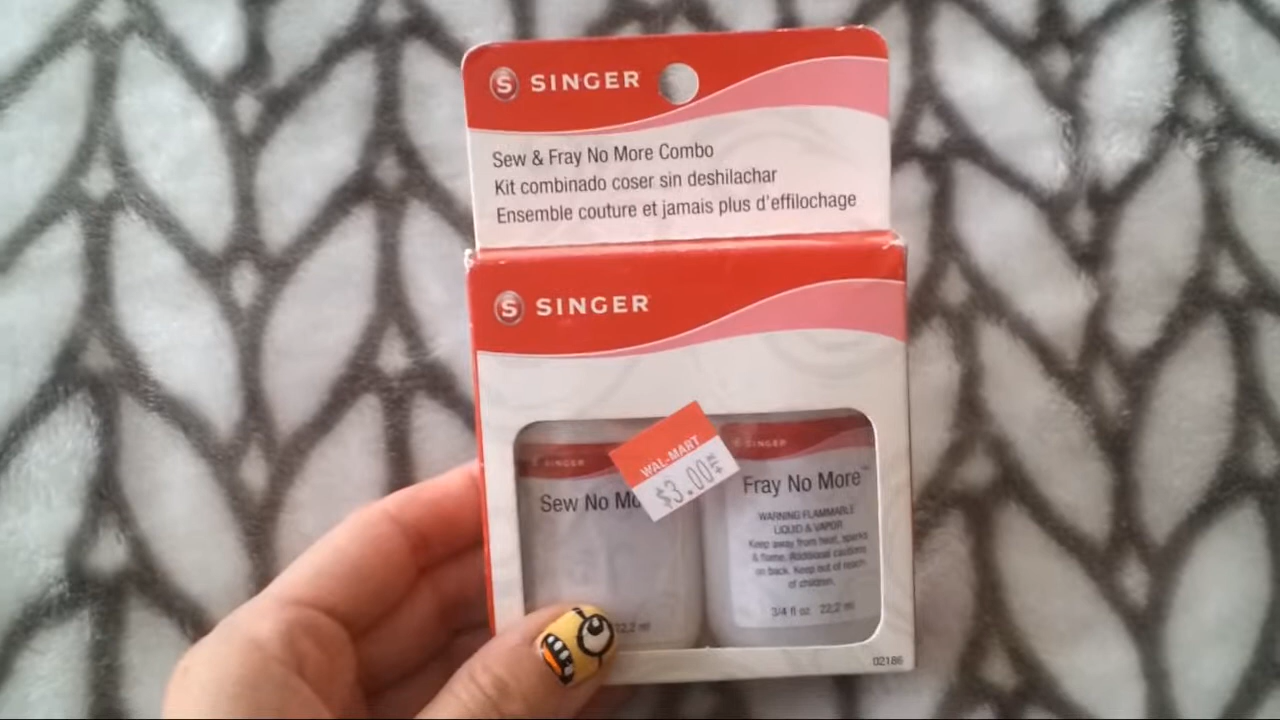 SINGER
Sew & Fray No More Combo
Kit combinado coser sin deshilachar
Ensemble couture et jamais plus d'effilochage
SINGER
WAL-MART
$3.00
SINGER
Sew No Mo
22,2 ml
SINGER
Fray No More™
WARNING FLAMMABLE
LIQUID & VAPOR
Keep away from heat, sparks
& flame. Additional cautions
on back. Keep out of reach
of children.
3/4 fl oz 22,2 ml
02186